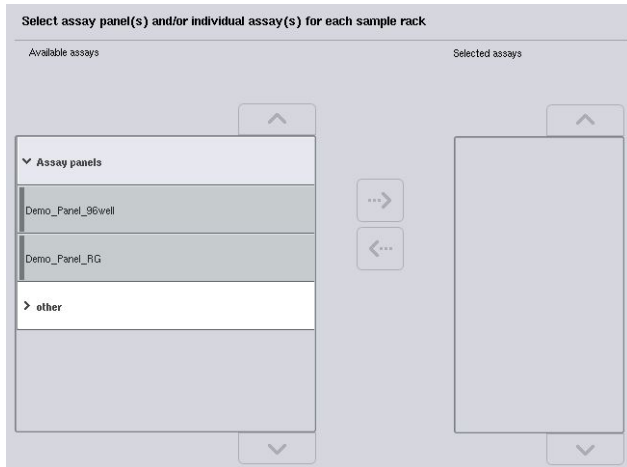 Select assay panel(s) and/or individual assay(s) for each sample rack
Available assays
Selected assays
Assay panels
Demo_Panel_96well
Demo_Panel_RG
other